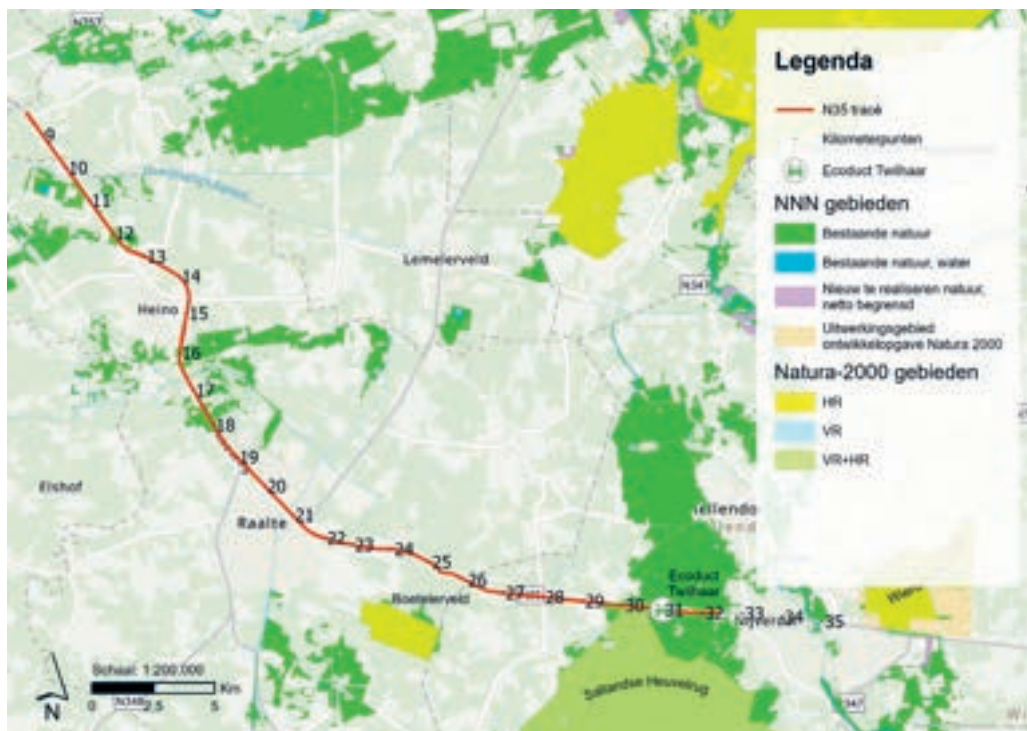 N757
Legenda
N35 tracé
Kilometerpunten
Ecoduct Twilhaar
NNN gebieden
Bestaande natuur
Bestaande natuur, water
Nieuw te realiseren natuur,
netto begrensd
Uitwerkingsgebied
ontwikkelopgave Natura 2000
Natura-2000 gebieden
HR
VR
VR+HR
9
10
11
12
13
14
15
16
17
18
19
20
21
22
23
24
25
26
27
28
29
30
31
32
33
34
35
Lemelerveld
N347
Heino
Elshof
Raalte
Boetelerveld
Ecoduct
Twilhaar
Nijverdal
Sallandse Heuvelrug
Schaal: 1:200.000
0 2,5 5
Km
N
N348